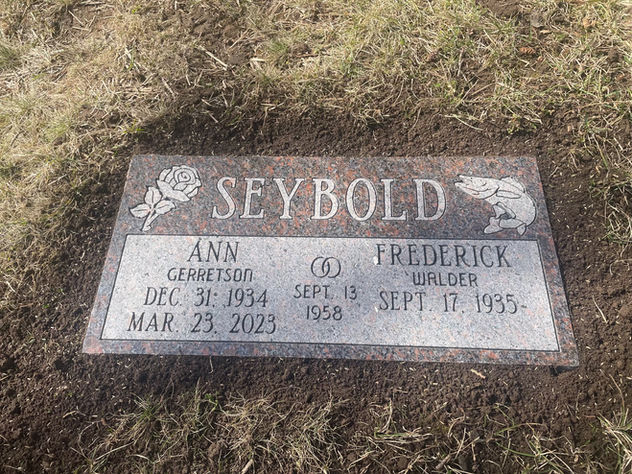 SEYBOLD
ANN
GERRETSON
DEC. 31, 1934
MAR. 23, 2023
SEPT. 13
1958
FREDERICK
WALDER
SEPT. 17, 1935-